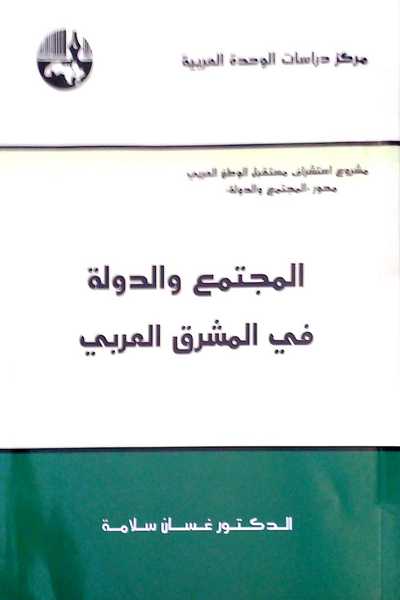 مركز دراسات الوحدة العربية
مشروع استشراف مستقبل الوطن العربي
محور «المجتمع والدولة»
المجتمع والدولة
في المشرق العربي
الدكتور غسان سلامة